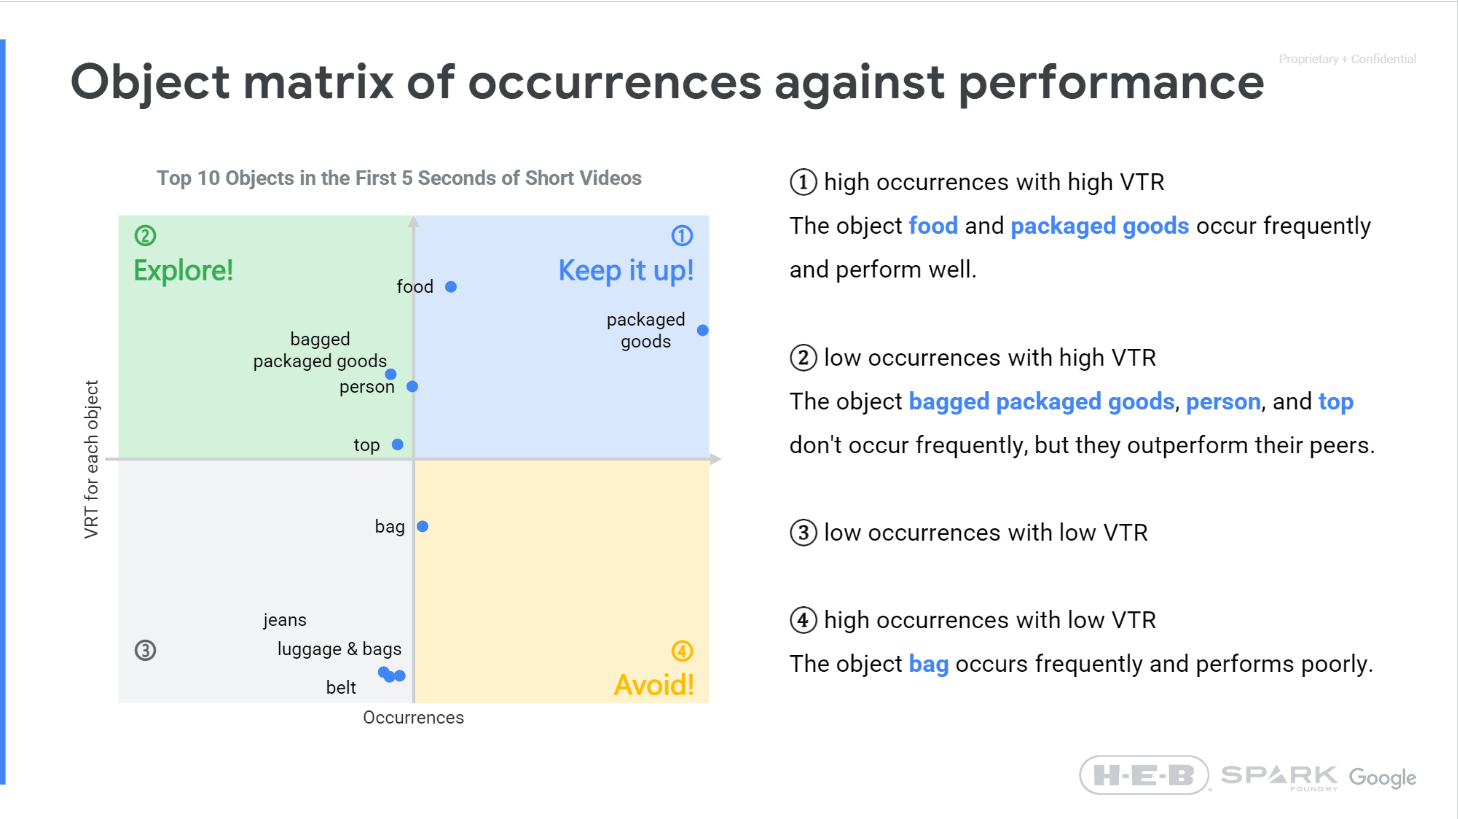 Proprietary + Confidential
Object matrix of occurrences against performance
Top 10 Objects in the First 5 Seconds of Short Videos
② ①
Explore! Keep it up!
food
packaged
goods
bagged
packaged goods
person
top
VRT for each object
bag
jeans
luggage & bags
③ ④
belt Avoid!
Occurrences
① high occurrences with high VTR
The object food and packaged goods occur frequently
and perform well.
② low occurrences with high VTR
The object bagged packaged goods, person, and top
don't occur frequently, but they outperform their peers.
③ low occurrences with low VTR
④ high occurrences with low VTR
The object bag occurs frequently and performs poorly.
H-E-B SPARK FOUNDRY Google